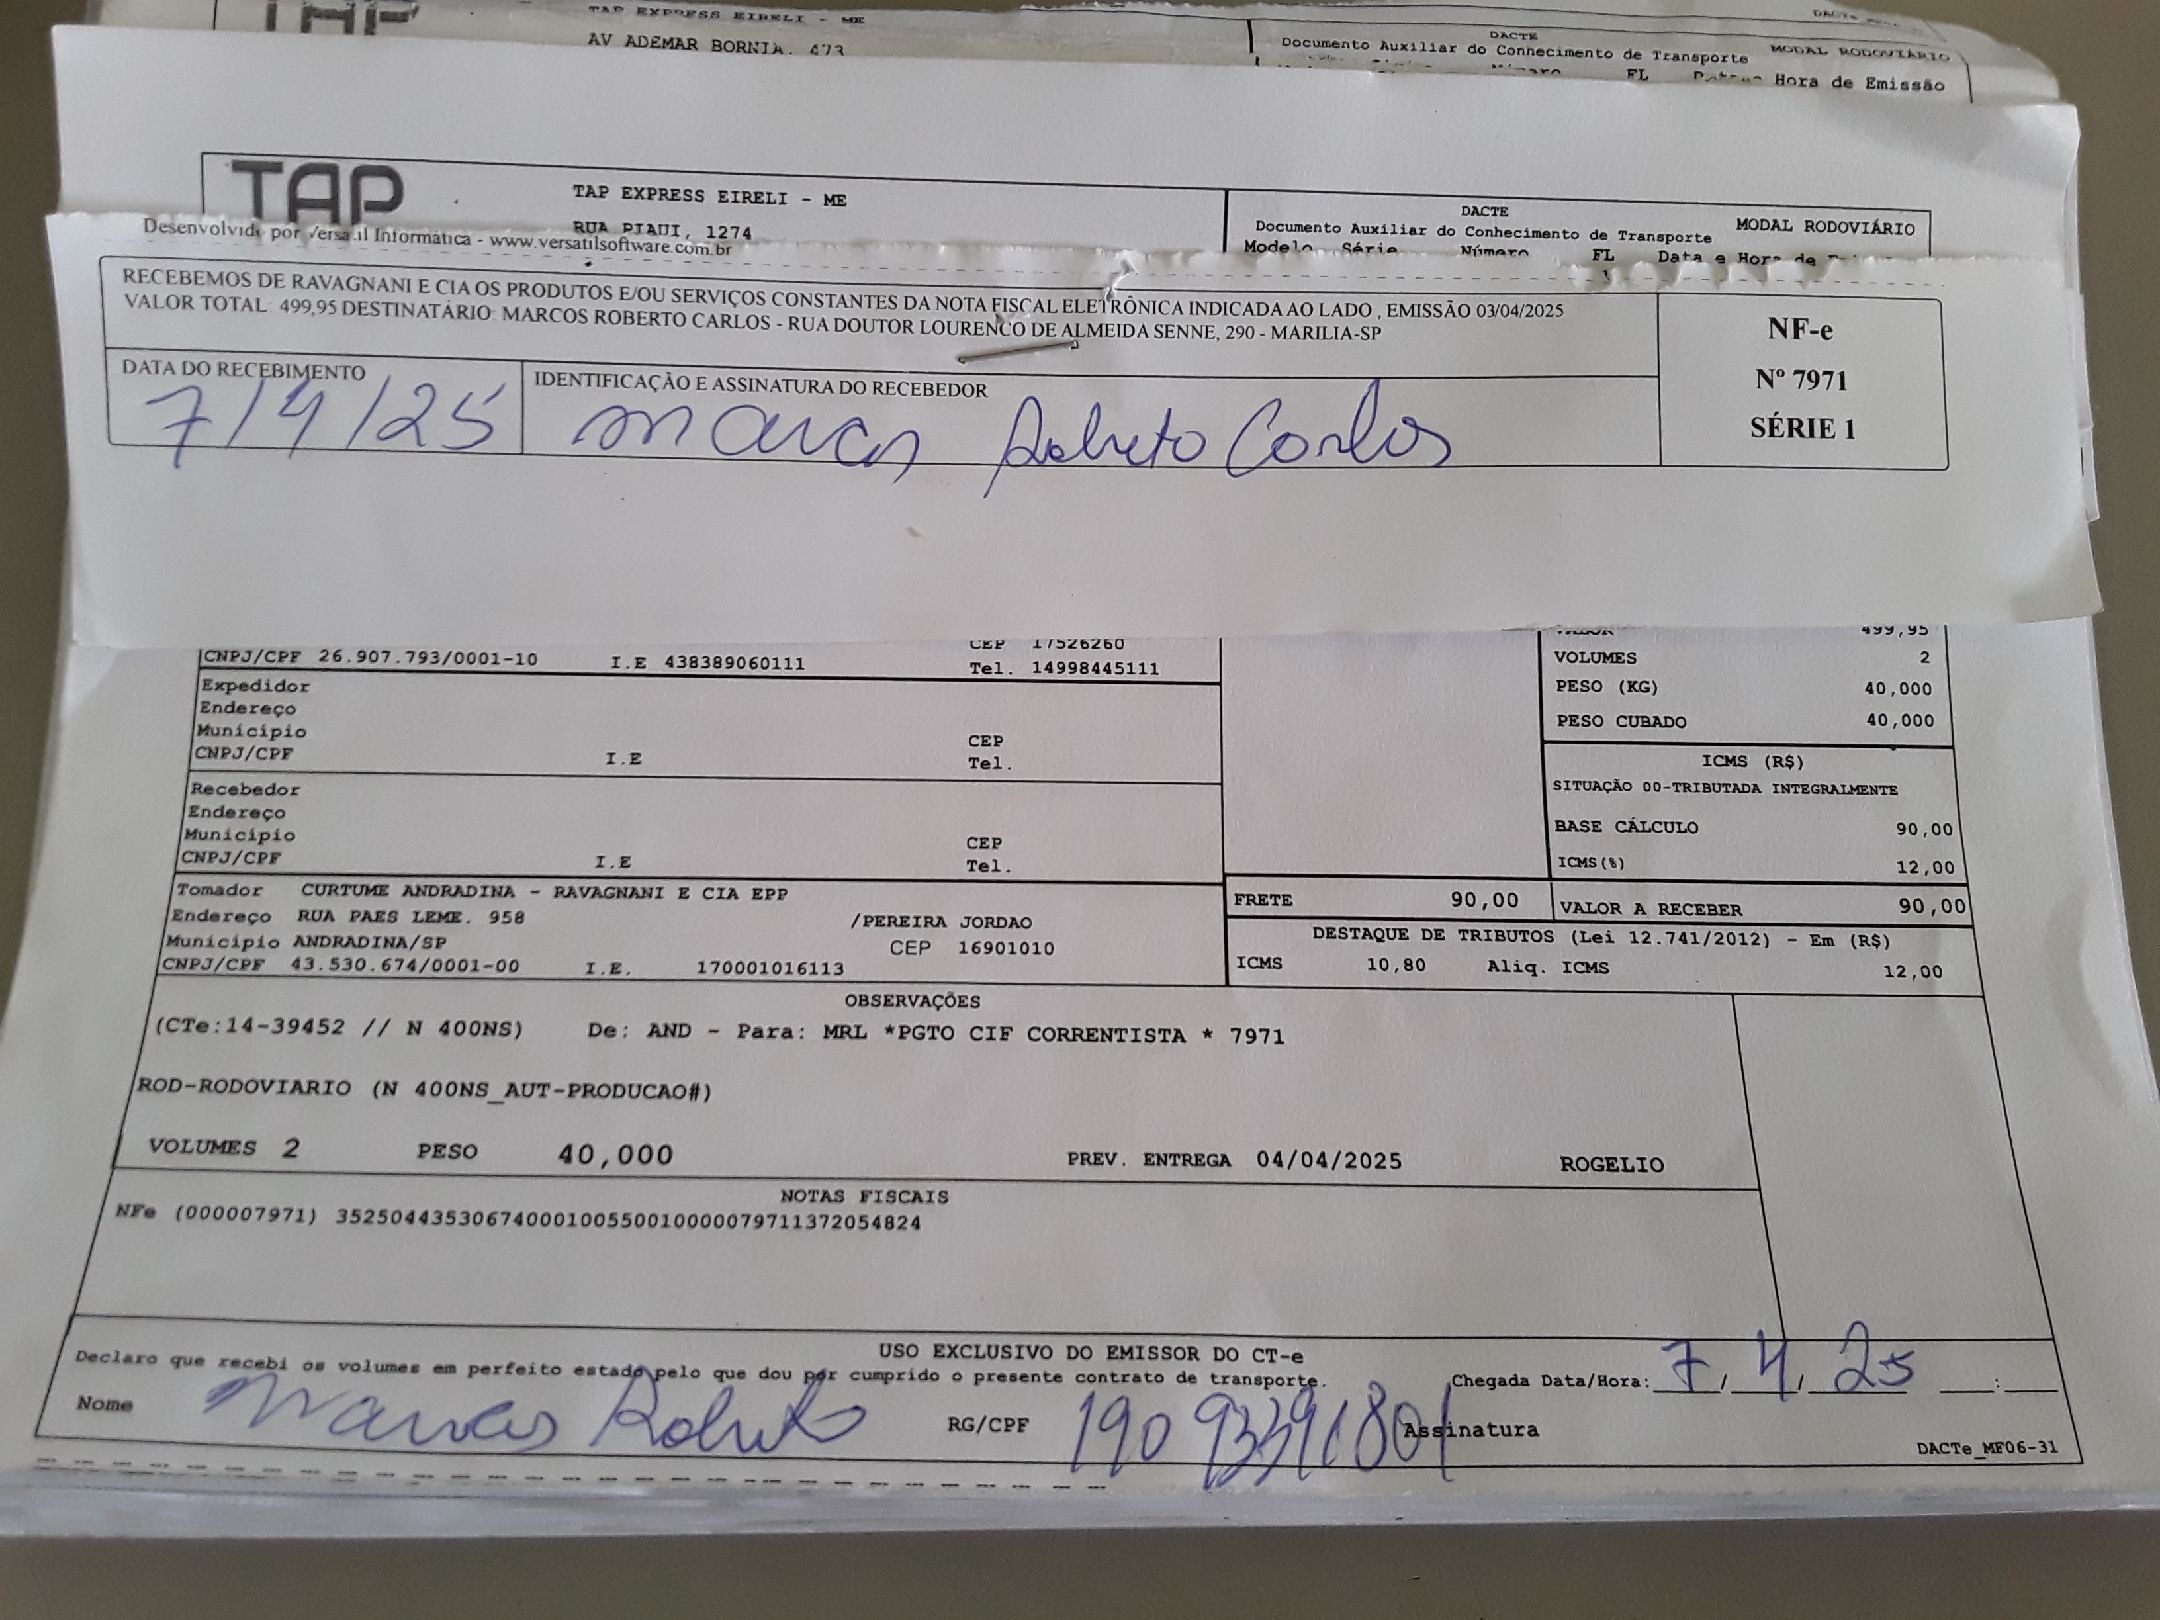 TAP EXPRESS EIRELI - ME
AV ADEMAR BORNIA, 473
DACTE
Documento Auxiliar do Conhecimento de Transporte
MODAL RODOVIÁRIO
FL Hora de Emissão
TAP
TAP EXPRESS EIRELI - ME
RUA PIAUI, 1274
DACTE
Documento Auxiliar do Conhecimento de Transporte
MODAL RODOVIÁRIO
Modelo Série Número FL Data e Hora de
Desenvolvido por Versatil Informática - www.versatilsoftware.com.br
RECEBEMOS DE RAVAGNANI E CIA OS PRODUTOS E/OU SERVIÇOS CONSTANTES DA NOTA FISCAL ELETRÔNICA INDICADA AO LADO , EMISSÃO 03/04/2025
VALOR TOTAL: 499,95 DESTINATÁRIO: MARCOS ROBERTO CARLOS - RUA DOUTOR LOURENCO DE ALMEIDA SENNE, 290 - MARILIA-SP
DATA DO RECEBIMENTO
7/4/25
IDENTIFICAÇÃO E ASSINATURA DO RECEBEDOR
Marcos Roberto Carlos
NF-e
Nº 7971
SÉRIE 1
CEP 17526260
CNPJ/CPF 26.907.793/0001-10 I.E 438389060111 Tel. 14998445111
Expedidor
Endereço
Município CEP
CNPJ/CPF I.E Tel.
Recebedor
Endereço
Município CEP
CNPJ/CPF I.E Tel.
Tomador CURTUME ANDRADINA - RAVAGNANI E CIA EPP
Endereço RUA PAES LEME. 958 /PEREIRA JORDAO
Município ANDRADINA/SP CEP 16901010
CNPJ/CPF 43.530.674/0001-00 I.E. 170001016113
VALOR 499,95
VOLUMES 2
PESO (KG) 40,000
PESO CUBADO 40,000
ICMS (R$)
SITUAÇÃO 00-TRIBUTADA INTEGRALMENTE
BASE CÁLCULO 90,00
ICMS(%) 12,00
FRETE 90,00 VALOR A RECEBER 90,00
DESTAQUE DE TRIBUTOS (Lei 12.741/2012) - Em (R$)
ICMS 10,80 Aliq. ICMS 12,00
OBSERVAÇÕES
(CTe:14-39452 // N 400NS) De: AND - Para: MRL *PGTO CIF CORRENTISTA * 7971
ROD-RODOVIARIO (N 400NS_AUT-PRODUCAO#)
VOLUMES 2 PESO 40,000 PREV. ENTREGA 04/04/2025 ROGELIO
NOTAS FISCAIS
NFe (000007971) 35250443530674000100550010000079711372054824
USO EXCLUSIVO DO EMISSOR DO CT-e
Declaro que recebi os volumes em perfeito estado pelo que dou por cumprido o presente contrato de transporte.
Chegada Data/Hora: 7/4/25 __:__
Nome Marcos Roberto RG/CPF 19093391801 Assinatura
DACTe_MF06-31